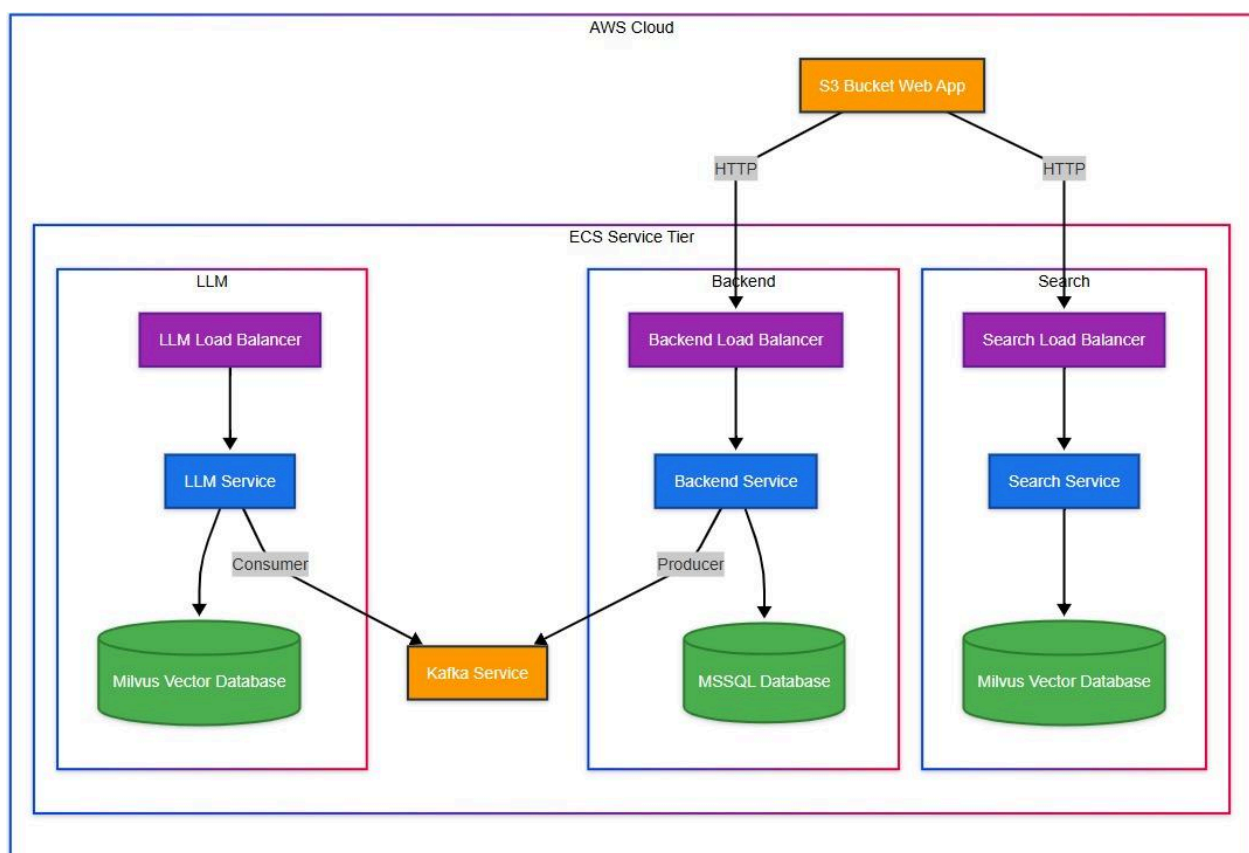 AWS Cloud
S3 Bucket Web App
HTTP
HTTP
ECS Service Tier
LLM
Backend
Search
LLM Load Balancer
Backend Load Balancer
Search Load Balancer
LLM Service
Backend Service
Search Service
Consumer
Producer
Milvus Vector Database
Kafka Service
MSSQL Database
Milvus Vector Database